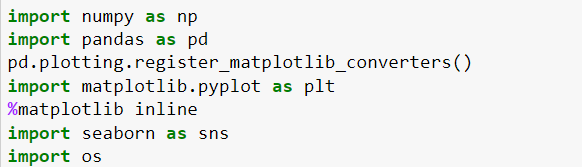 import numpy as np
import pandas as pd
pd.plotting.register_matplotlib_converters()
import matplotlib.pyplot as plt
%matplotlib inline
import seaborn as sns
import os